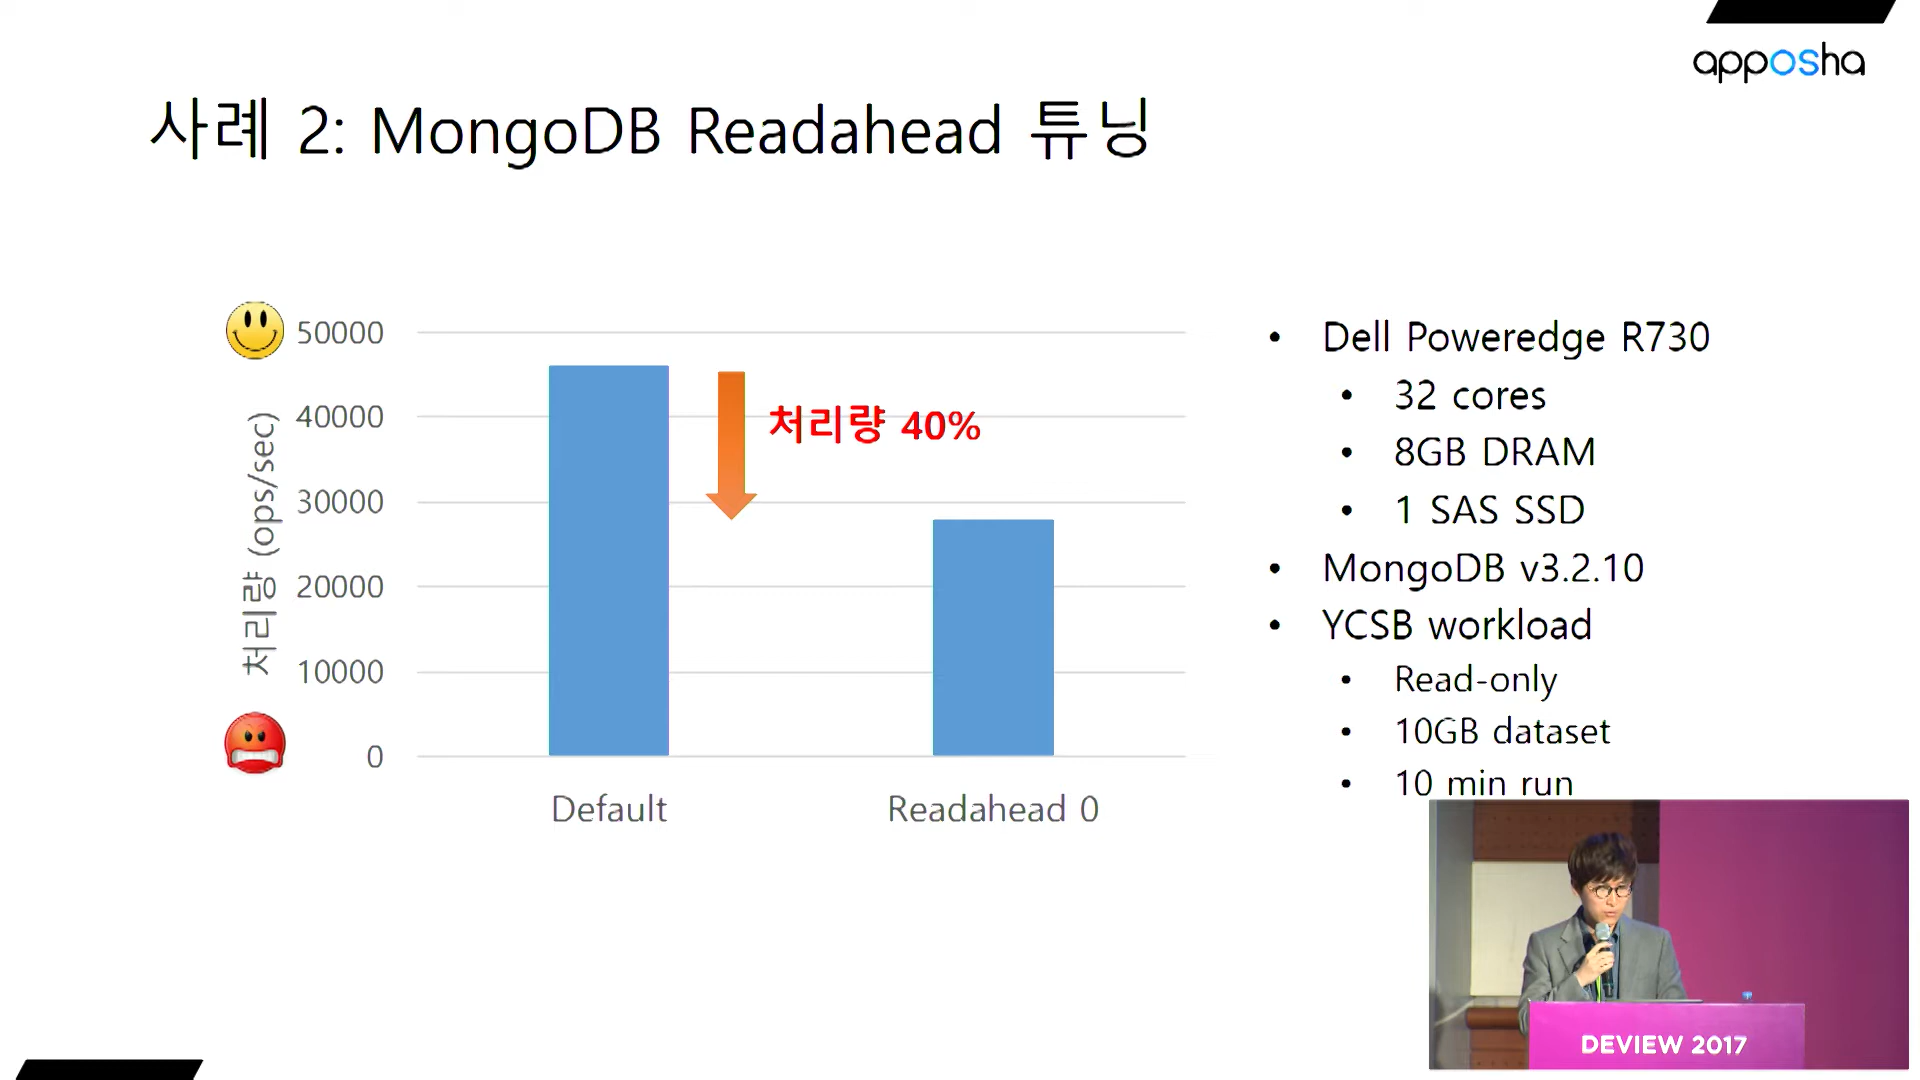 apposha
사례 2: MongoDB Readahead 튜닝
처리량 (ops/sec)
50000
40000
30000
20000
10000
0
처리량 40%
Default
Readahead 0
• Dell Poweredge R730
• 32 cores
• 8GB DRAM
• 1 SAS SSD
• MongoDB v3.2.10
• YCSB workload
• Read-only
• 10GB dataset
• 10 min run
DEVIEW 2017